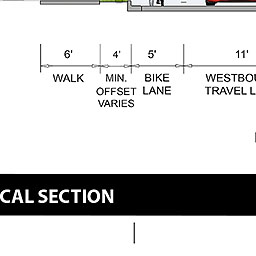 6' 4' 5' 11'
WALK MIN. BIKE WESTBOU
OFFSET LANE TRAVEL L
VARIES
CAL SECTION